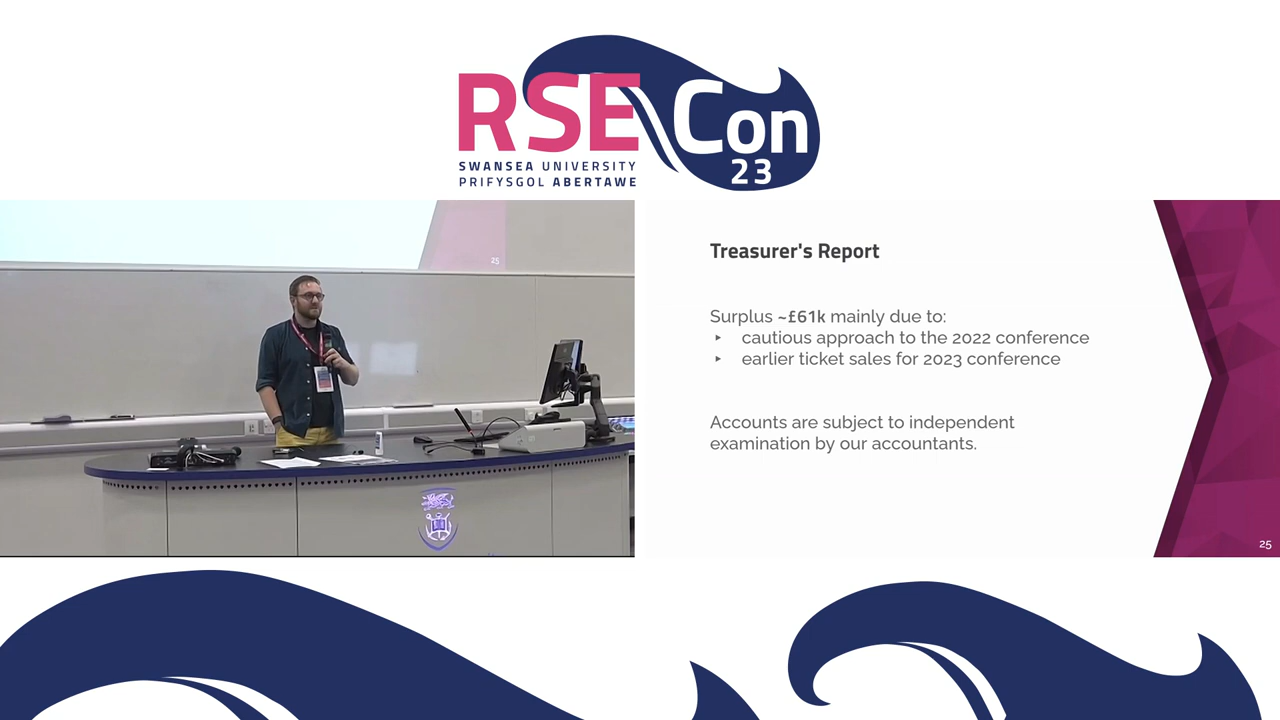 RSE Con
23
SWANSEA UNIVERSITY
PRIFYSGOL ABERTAWE
25
Treasurer's Report
Surplus ~£61k mainly due to:
‣ cautious approach to the 2022 conference
‣ earlier ticket sales for 2023 conference
Accounts are subject to independent
examination by our accountants.
25